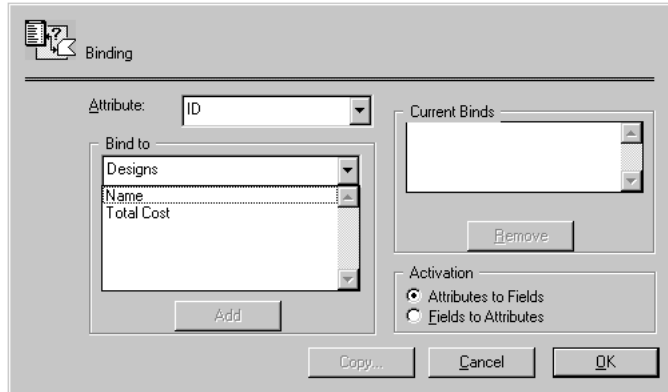 ?
Binding
Attribute:
ID
Current Binds
Bind to
Designs
Name
Total Cost
Remove
Activation
Attributes to Fields
Fields to Attributes
Add
Copy...
Cancel
OK